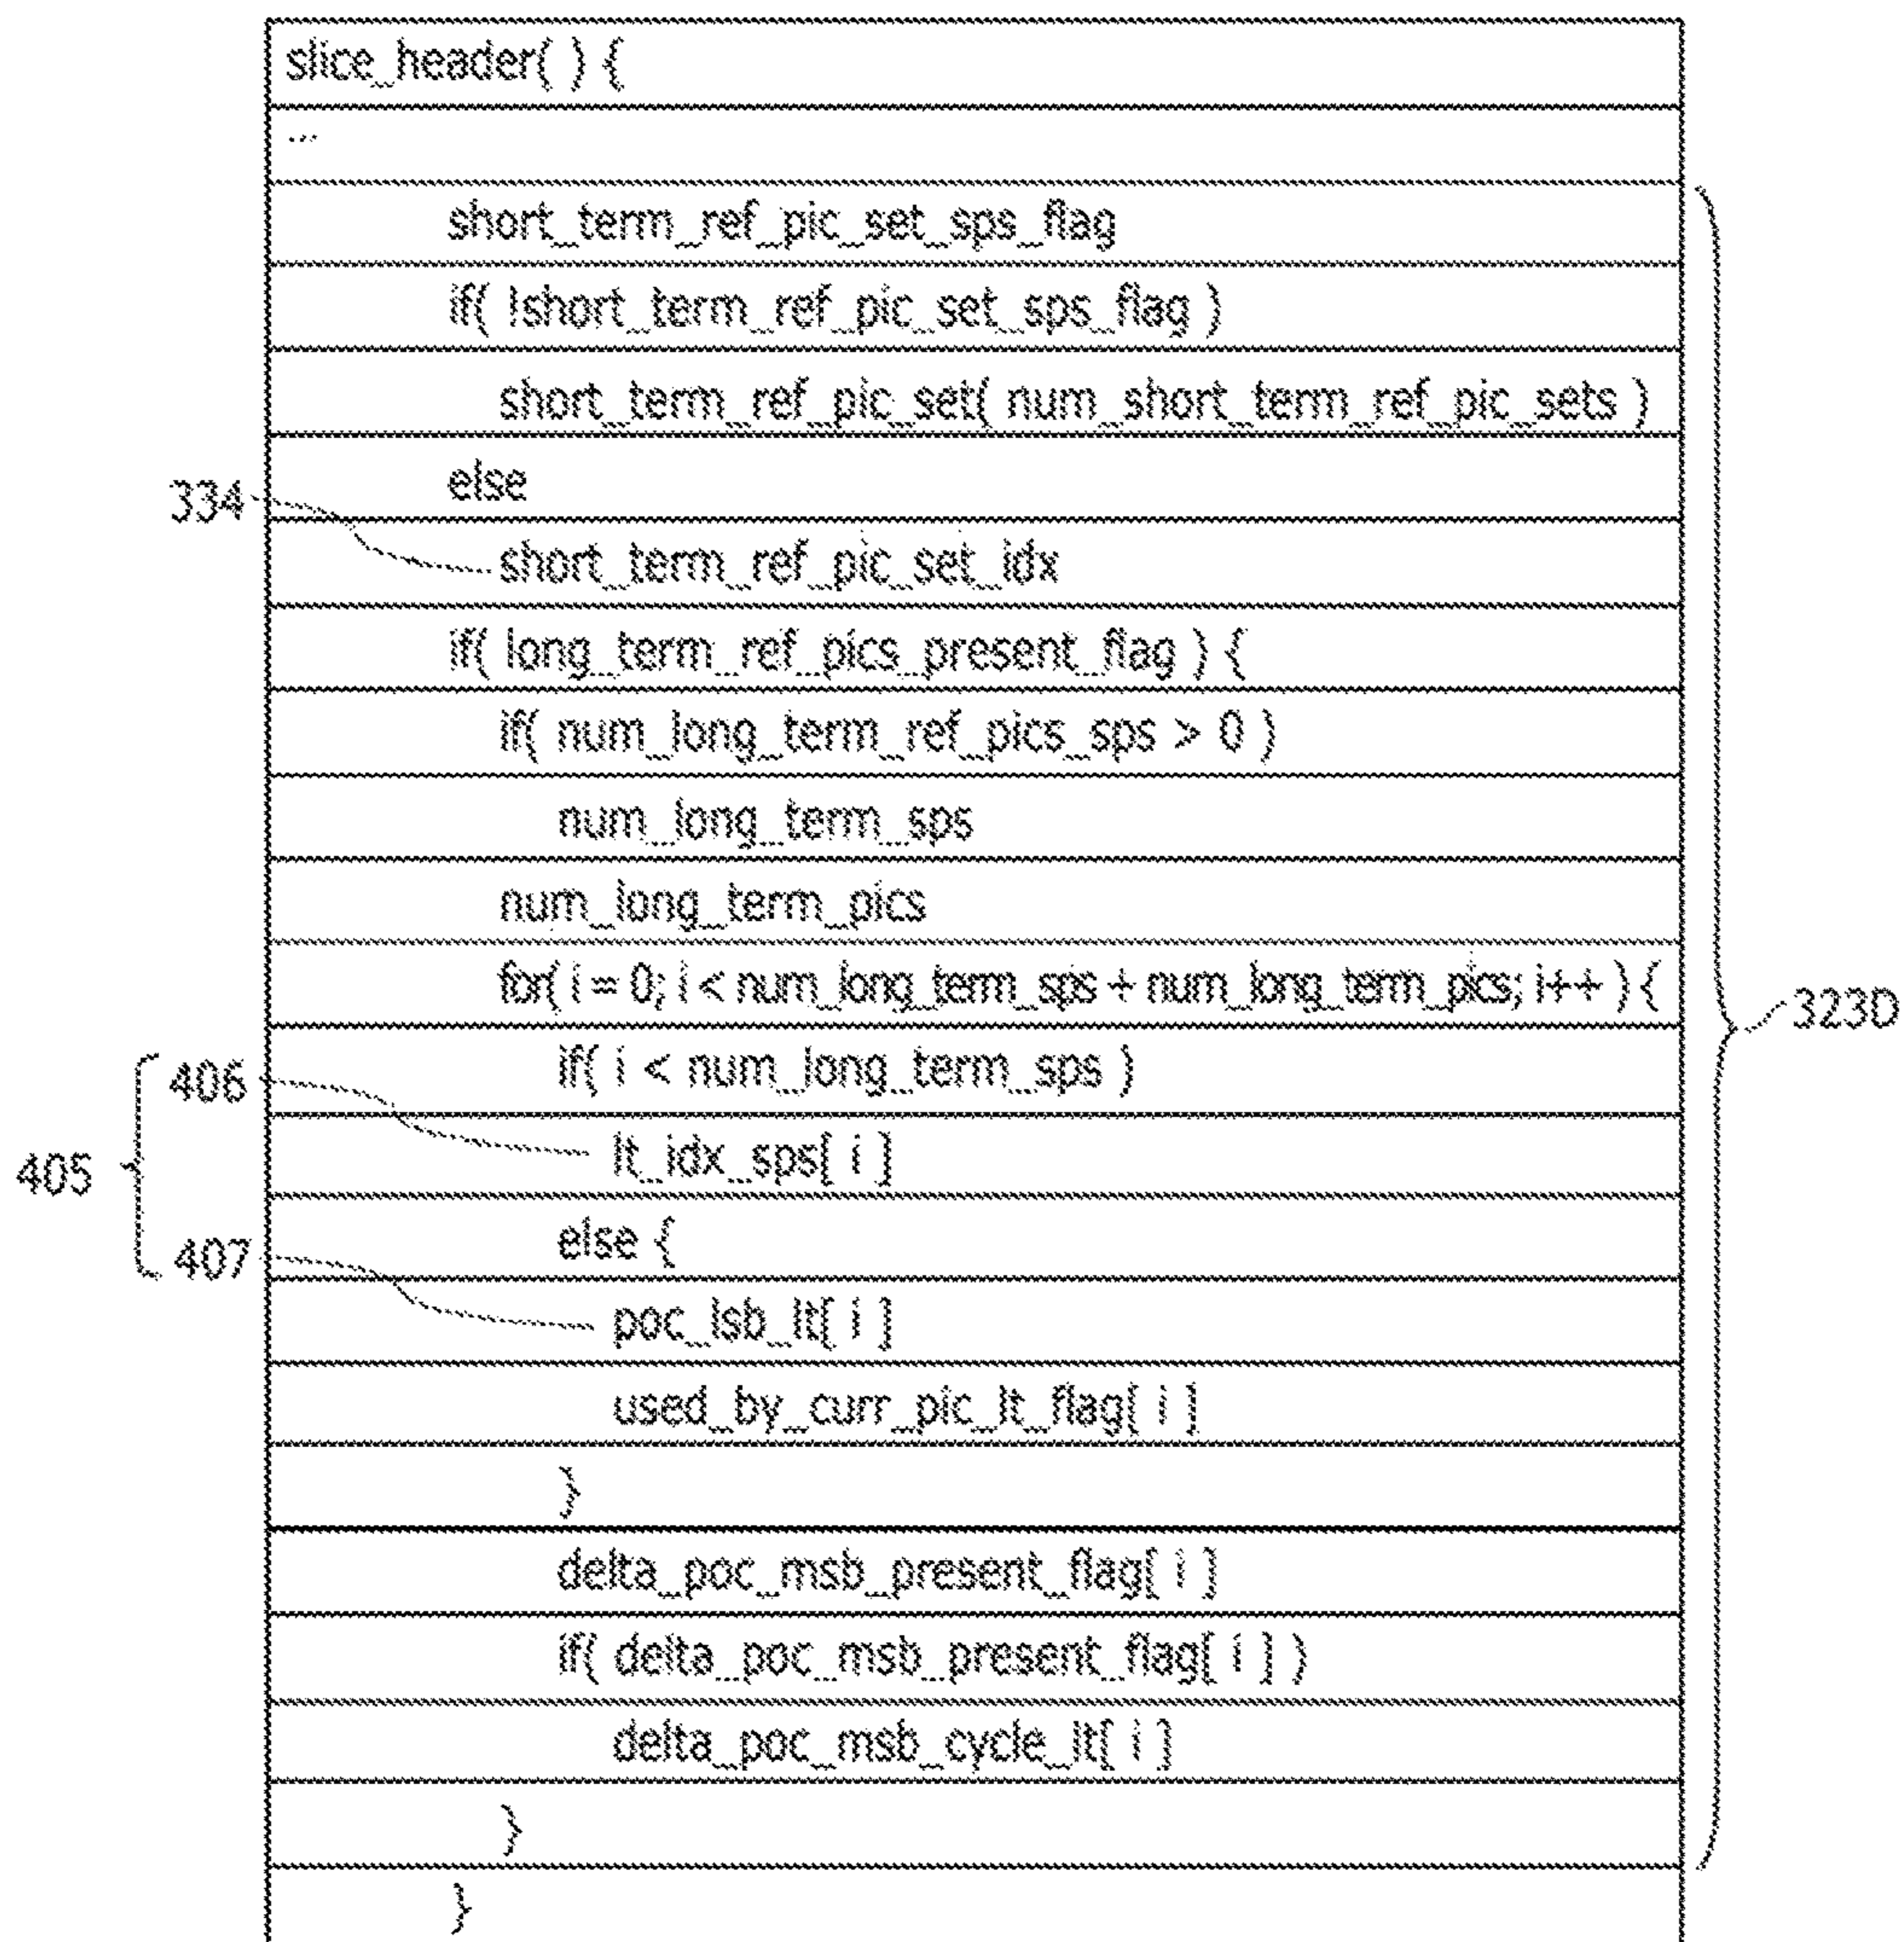 slice_header( ) {
...
short_term_ref_pic_set_sps_flag
if( !short_term_ref_pic_set_sps_flag )
short_term_ref_pic_set( num_short_term_ref_pic_sets )
else
334
short_term_ref_pic_set_idx
if( long_term_ref_pics_present_flag ) {
if( num_long_term_ref_pics_sps > 0 )
num_long_term_sps
num_long_term_pics
for( i = 0; i < num_long_term_sps + num_long_term_pics; i++ ) {
323D
if( i < num_long_term_sps )
406
lt_idx_sps[ i ]
405
else {
407
poc_lsb_lt[ i ]
used_by_curr_pic_lt_flag[ i ]
}
delta_poc_msb_present_flag[ i ]
if( delta_poc_msb_present_flag[ i ] )
delta_poc_msb_cycle_lt[ i ]
}
}